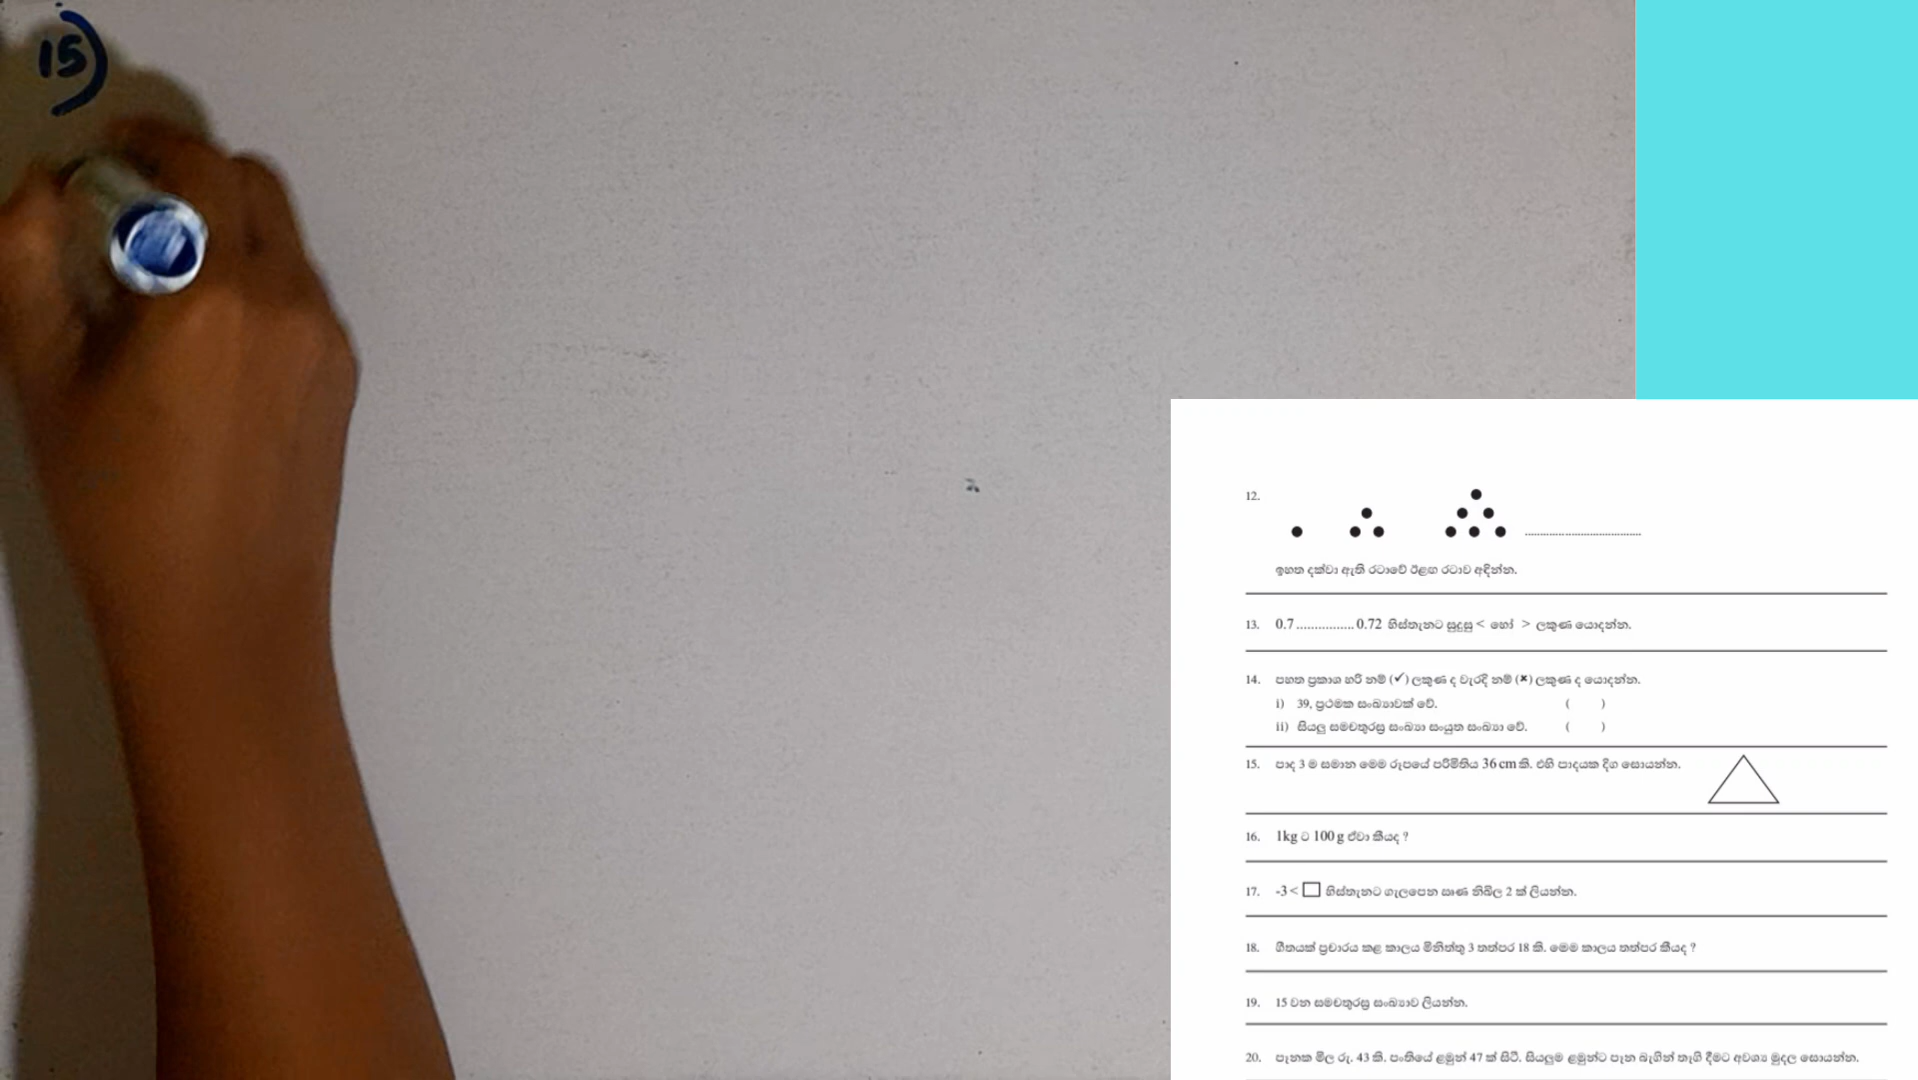 15)
12.
ඉහත දක්වා ඇති රටාවේ ඊළඟ රටාව අඳින්න.
13. 0.7 ................ 0.72 හිස්තැනට සුදුසු < හෝ > ලකුණ යොදන්න.
14. පහත ප්‍රකාශ හරි නම් (✓) ලකුණ ද වැරදි නම් (✗) ලකුණ ද යොදන්න.
i) 39, ප්‍රථමක සංඛ්‍යාවක් වේ. ( )
ii) සියලු සමචතුරස්‍ර සංඛ්‍යා සංයුත සංඛ්‍යා වේ. ( )
15. පාද 3 ම සමාන මෙම රූපයේ පරිමිතිය 36 cm කි. එහි පාදයක දිග සොයන්න.
16. 1kg ට 100 g ඒවා කීයද ?
17. -3 < □ හිස්තැනට ගැලපෙන ඍණ නිඛිල 2 ක් ලියන්න.
18. ගීතයක් ප්‍රචාරය කළ කාලය මිනිත්තු 3 තත්පර 18 කි. මෙම කාලය තත්පර කීයද ?
19. 15 වන සමචතුරස්‍ර සංඛ්‍යාව ලියන්න.
20. පෑනක මිල රු. 43 කි. පංතියේ ළමුන් 47 ක් සිටී. සියලුම ළමුන්ට පෑන බැගින් තෑගි දීමට අවශ්‍ය මුදල සොයන්න.